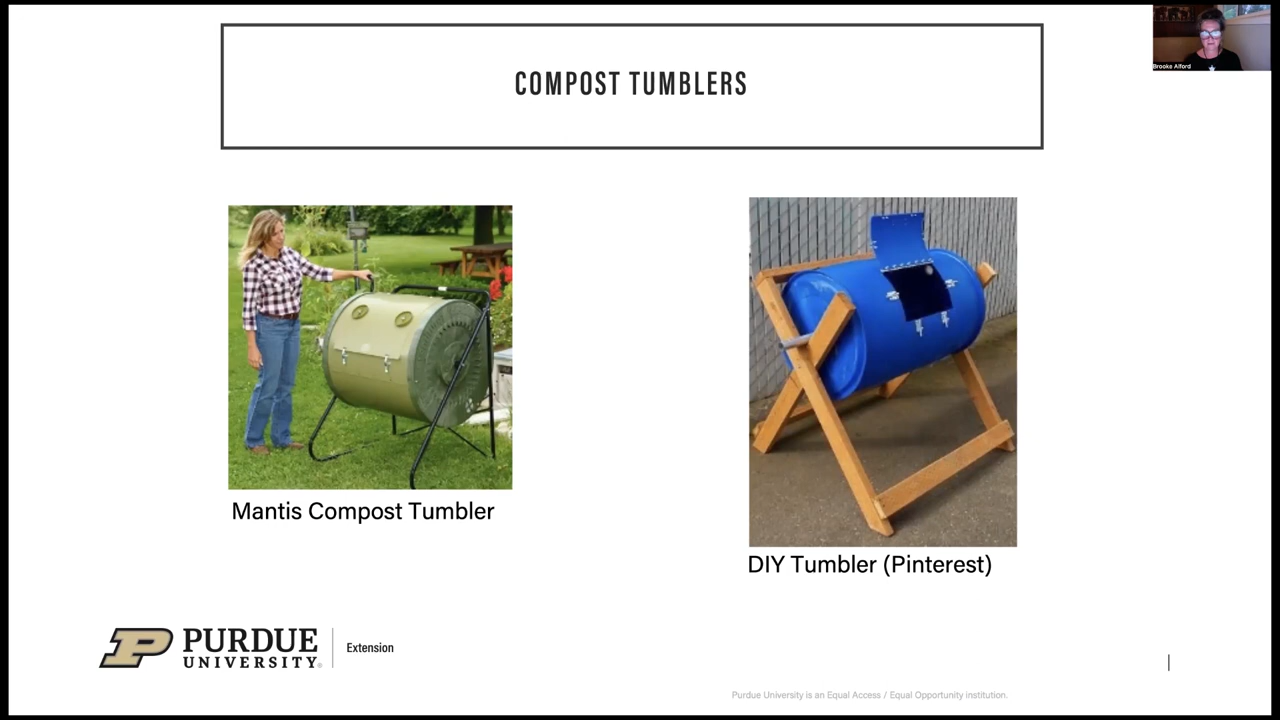 COMPOST TUMBLERS
Brooke Alford
Mantis Compost Tumbler
DIY Tumbler (Pinterest)
PURDUE
UNIVERSITY®
Extension
Purdue University is an Equal Access / Equal Opportunity institution.